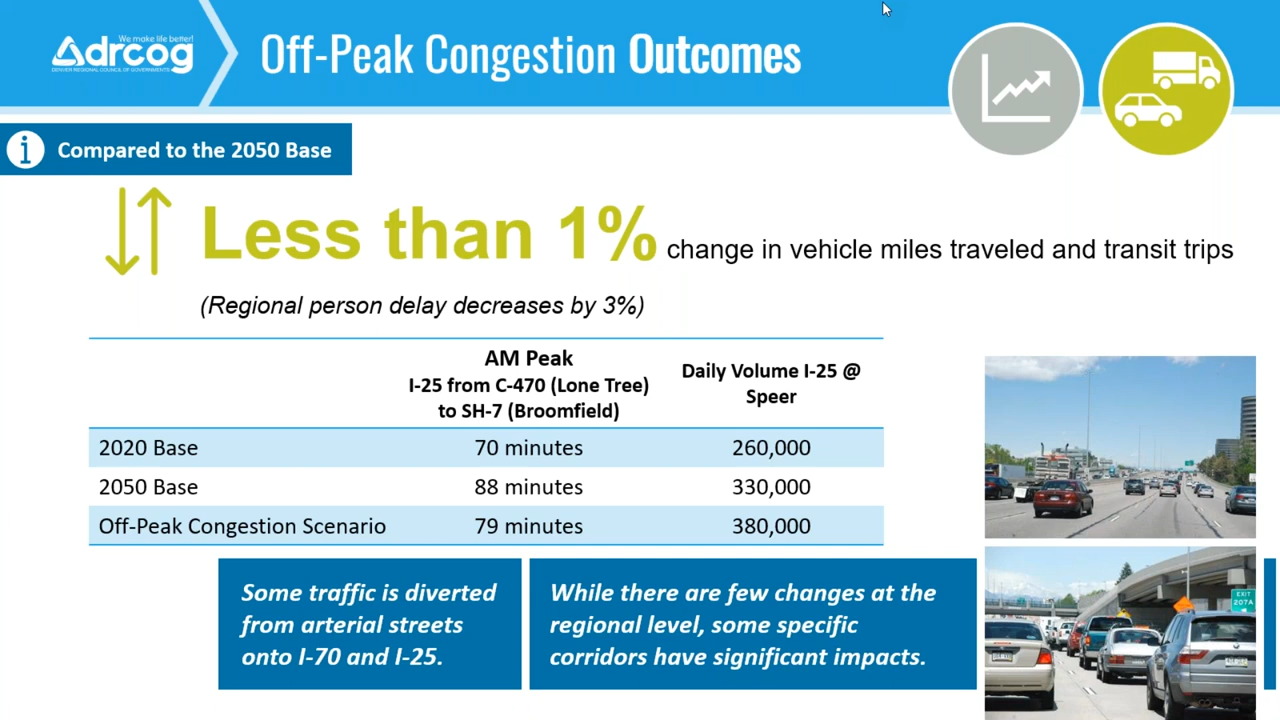 We make life better!
drcog
DENVER REGIONAL COUNCIL OF GOVERNMENTS
Off-Peak Congestion Outcomes
i Compared to the 2050 Base
Less than 1% change in vehicle miles traveled and transit trips
(Regional person delay decreases by 3%)
AM Peak
I-25 from C-470 (Lone Tree)
to SH-7 (Broomfield)
Daily Volume I-25 @
Speer
2020 Base 70 minutes 260,000
2050 Base 88 minutes 330,000
Off-Peak Congestion Scenario 79 minutes 380,000
Some traffic is diverted
from arterial streets
onto I-70 and I-25.
While there are few changes at the
regional level, some specific
corridors have significant impacts.
EXIT
207A